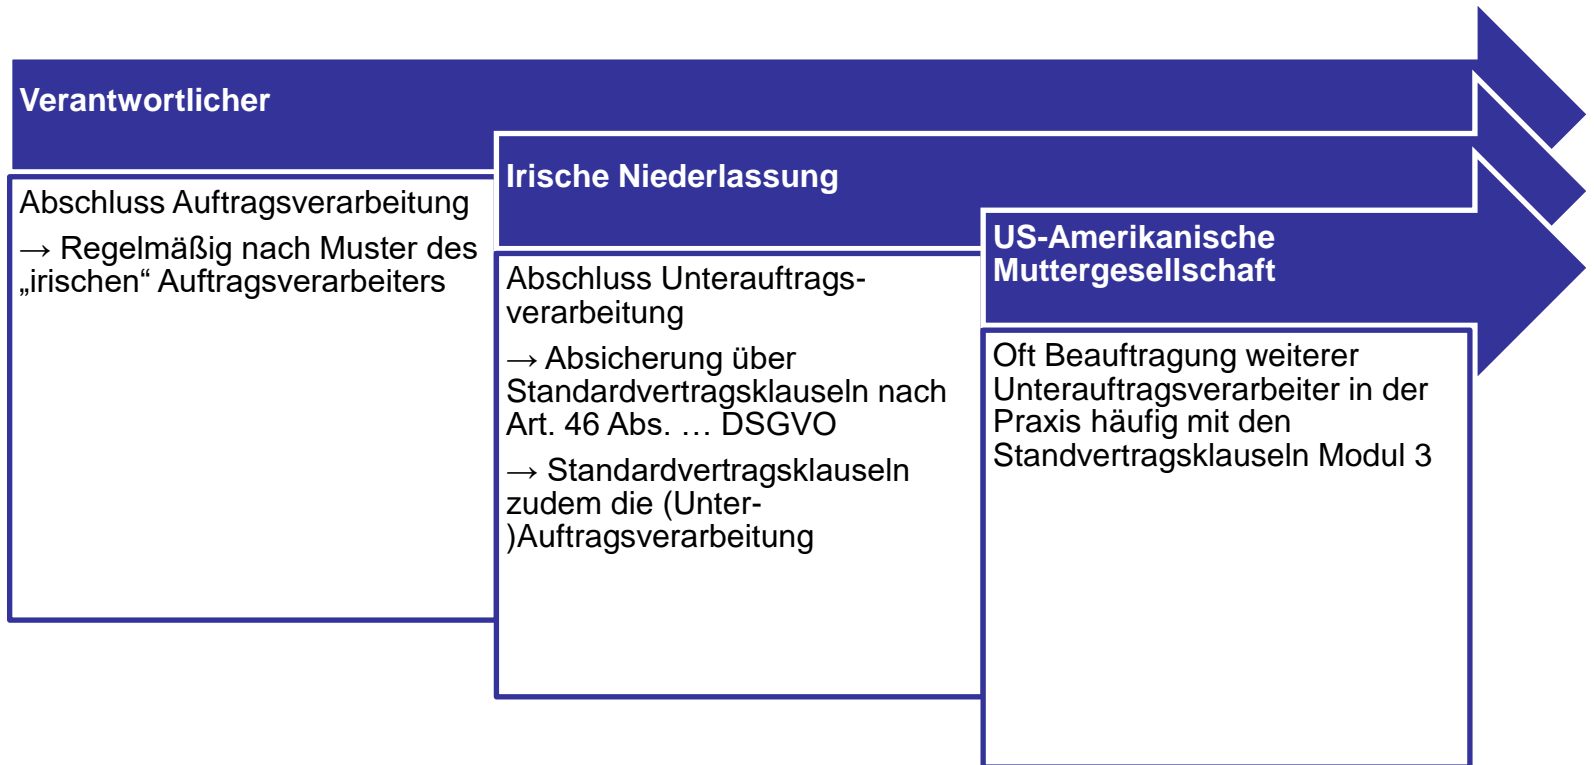 Verantwortlicher
Abschluss Auftragsverarbeitung
→ Regelmäßig nach Muster des
„irischen“ Auftragsverarbeiters
Irische Niederlassung
Abschluss Unterauftrags-
verarbeitung
→ Absicherung über
Standardvertragsklauseln nach
Art. 46 Abs. … DSGVO
→ Standardvertragsklauseln
zudem die (Unter-
)Auftragsverarbeitung
US-Amerikanische
Muttergesellschaft
Oft Beauftragung weiterer
Unterauftragsverarbeiter in der
Praxis häufig mit den
Standvertragsklauseln Modul 3